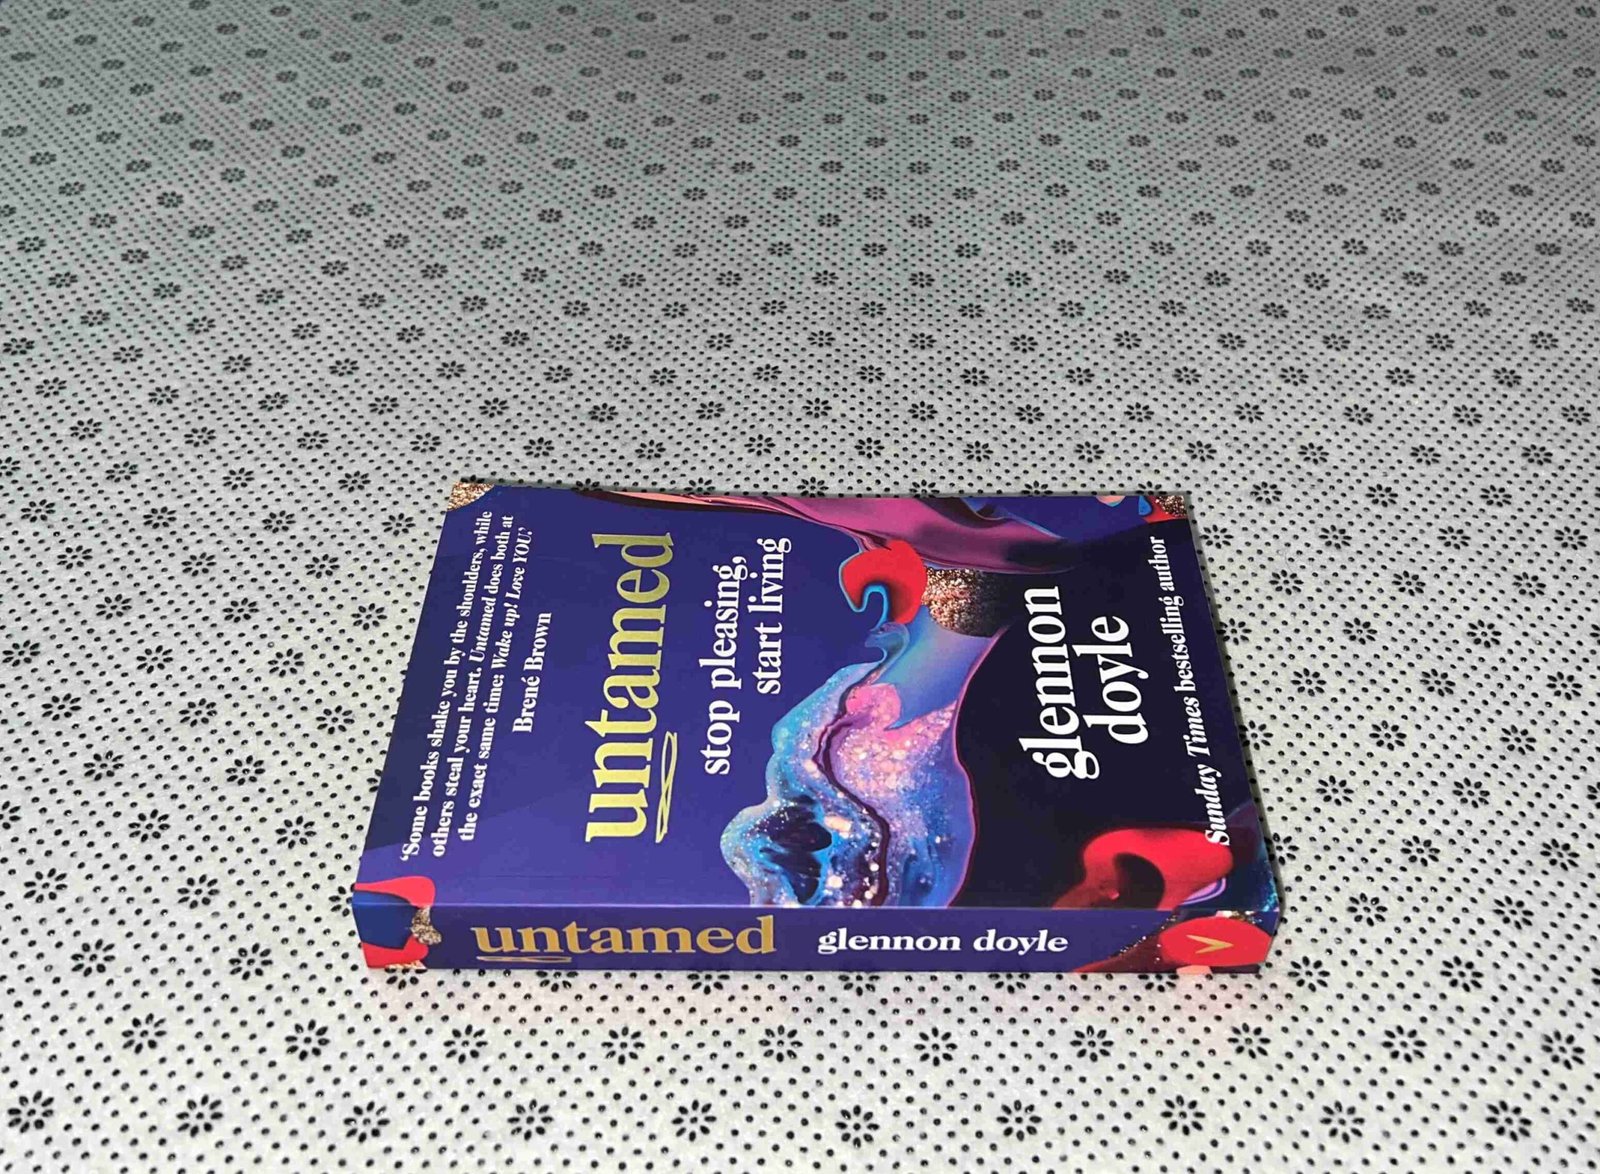 ‘Some books shake you by the shoulders, while
others steal your heart. Untamed does both at
the exact same time: Wake up! Love YOU.’
Brené Brown
untamed
stop pleasing,
start living
glennon
doyle
Sunday Times bestselling author
untamed glennon doyle